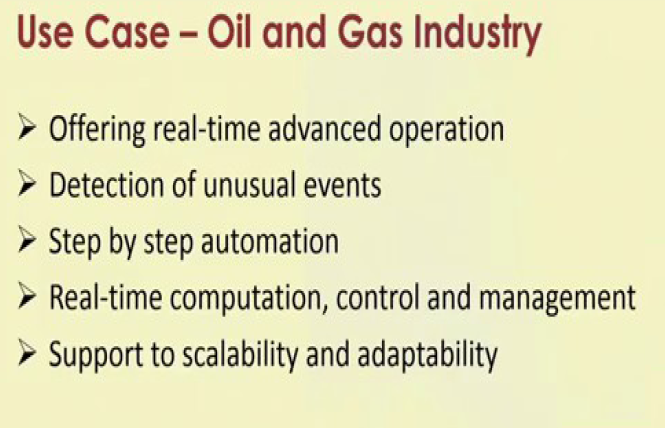 Use Case – Oil and Gas Industry
➢ Offering real-time advanced operation
➢ Detection of unusual events
➢ Step by step automation
➢ Real-time computation, control and management
➢ Support to scalability and adaptability